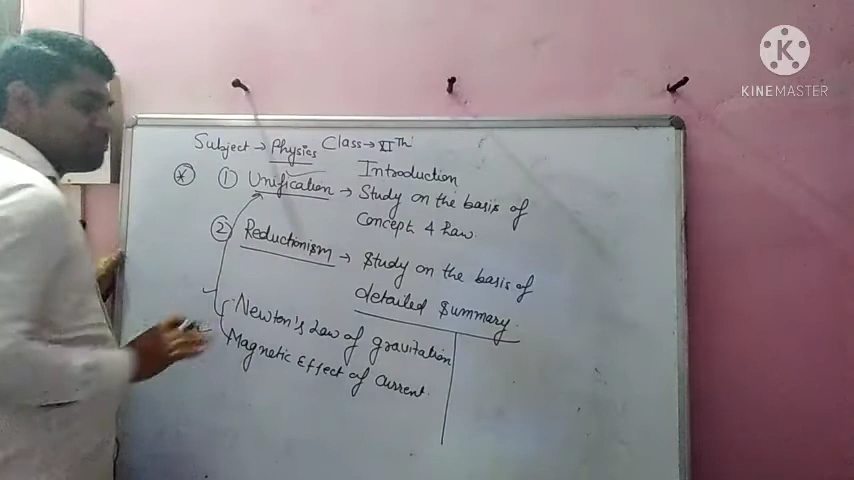 K
KINEMASTER
Subject → Physics Class → XI Th
Introduction
① Unification → Study on the basis of
Concept & Law.
② Reductionism → Study on the basis of
detailed Summary.
Newton's Law of gravitation
Magnetic Effect of Current.